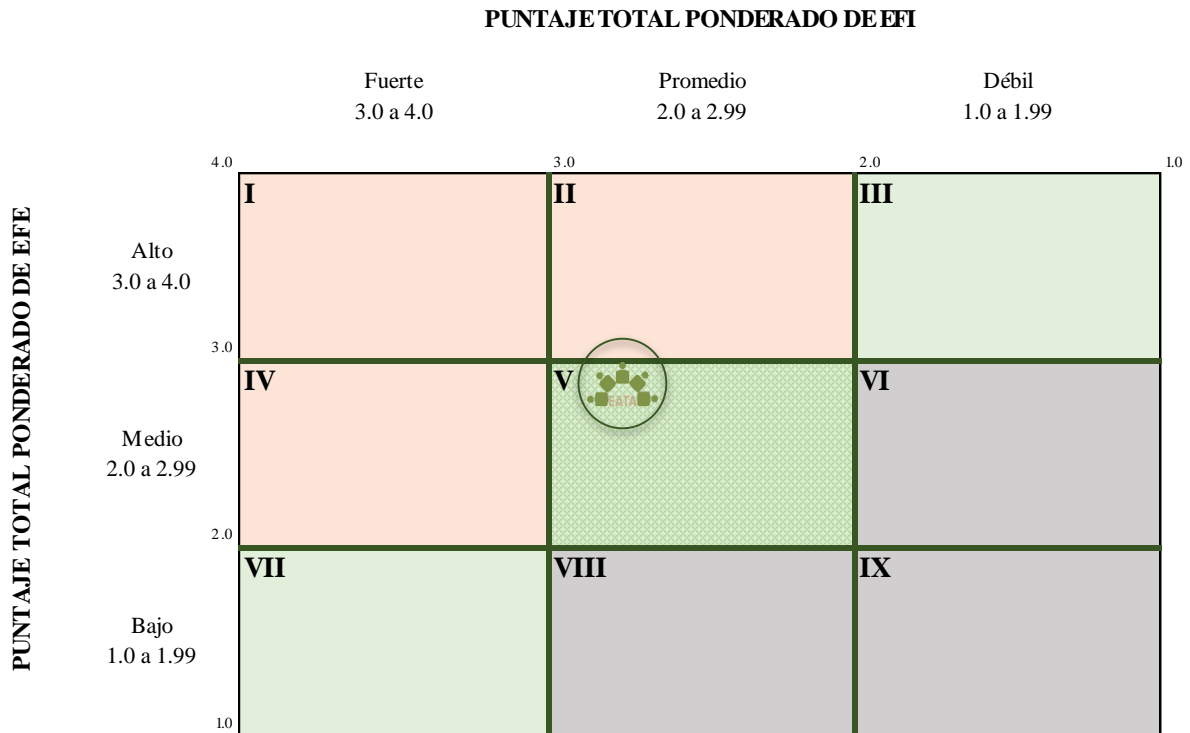 PUNTAJE TOTAL PONDERADO DE EFI
Fuerte
3.0 a 4.0
Promedio
2.0 a 2.99
Débil
1.0 a 1.99
4.0
3.0
2.0
1.0
PUNTAJE TOTAL PONDERADO DE EFE
I
II
III
Alto
3.0 a 4.0
3.0
IV
V
VI
EATA
Medio
2.0 a 2.99
2.0
VII
VIII
IX
Bajo
1.0 a 1.99
1.0